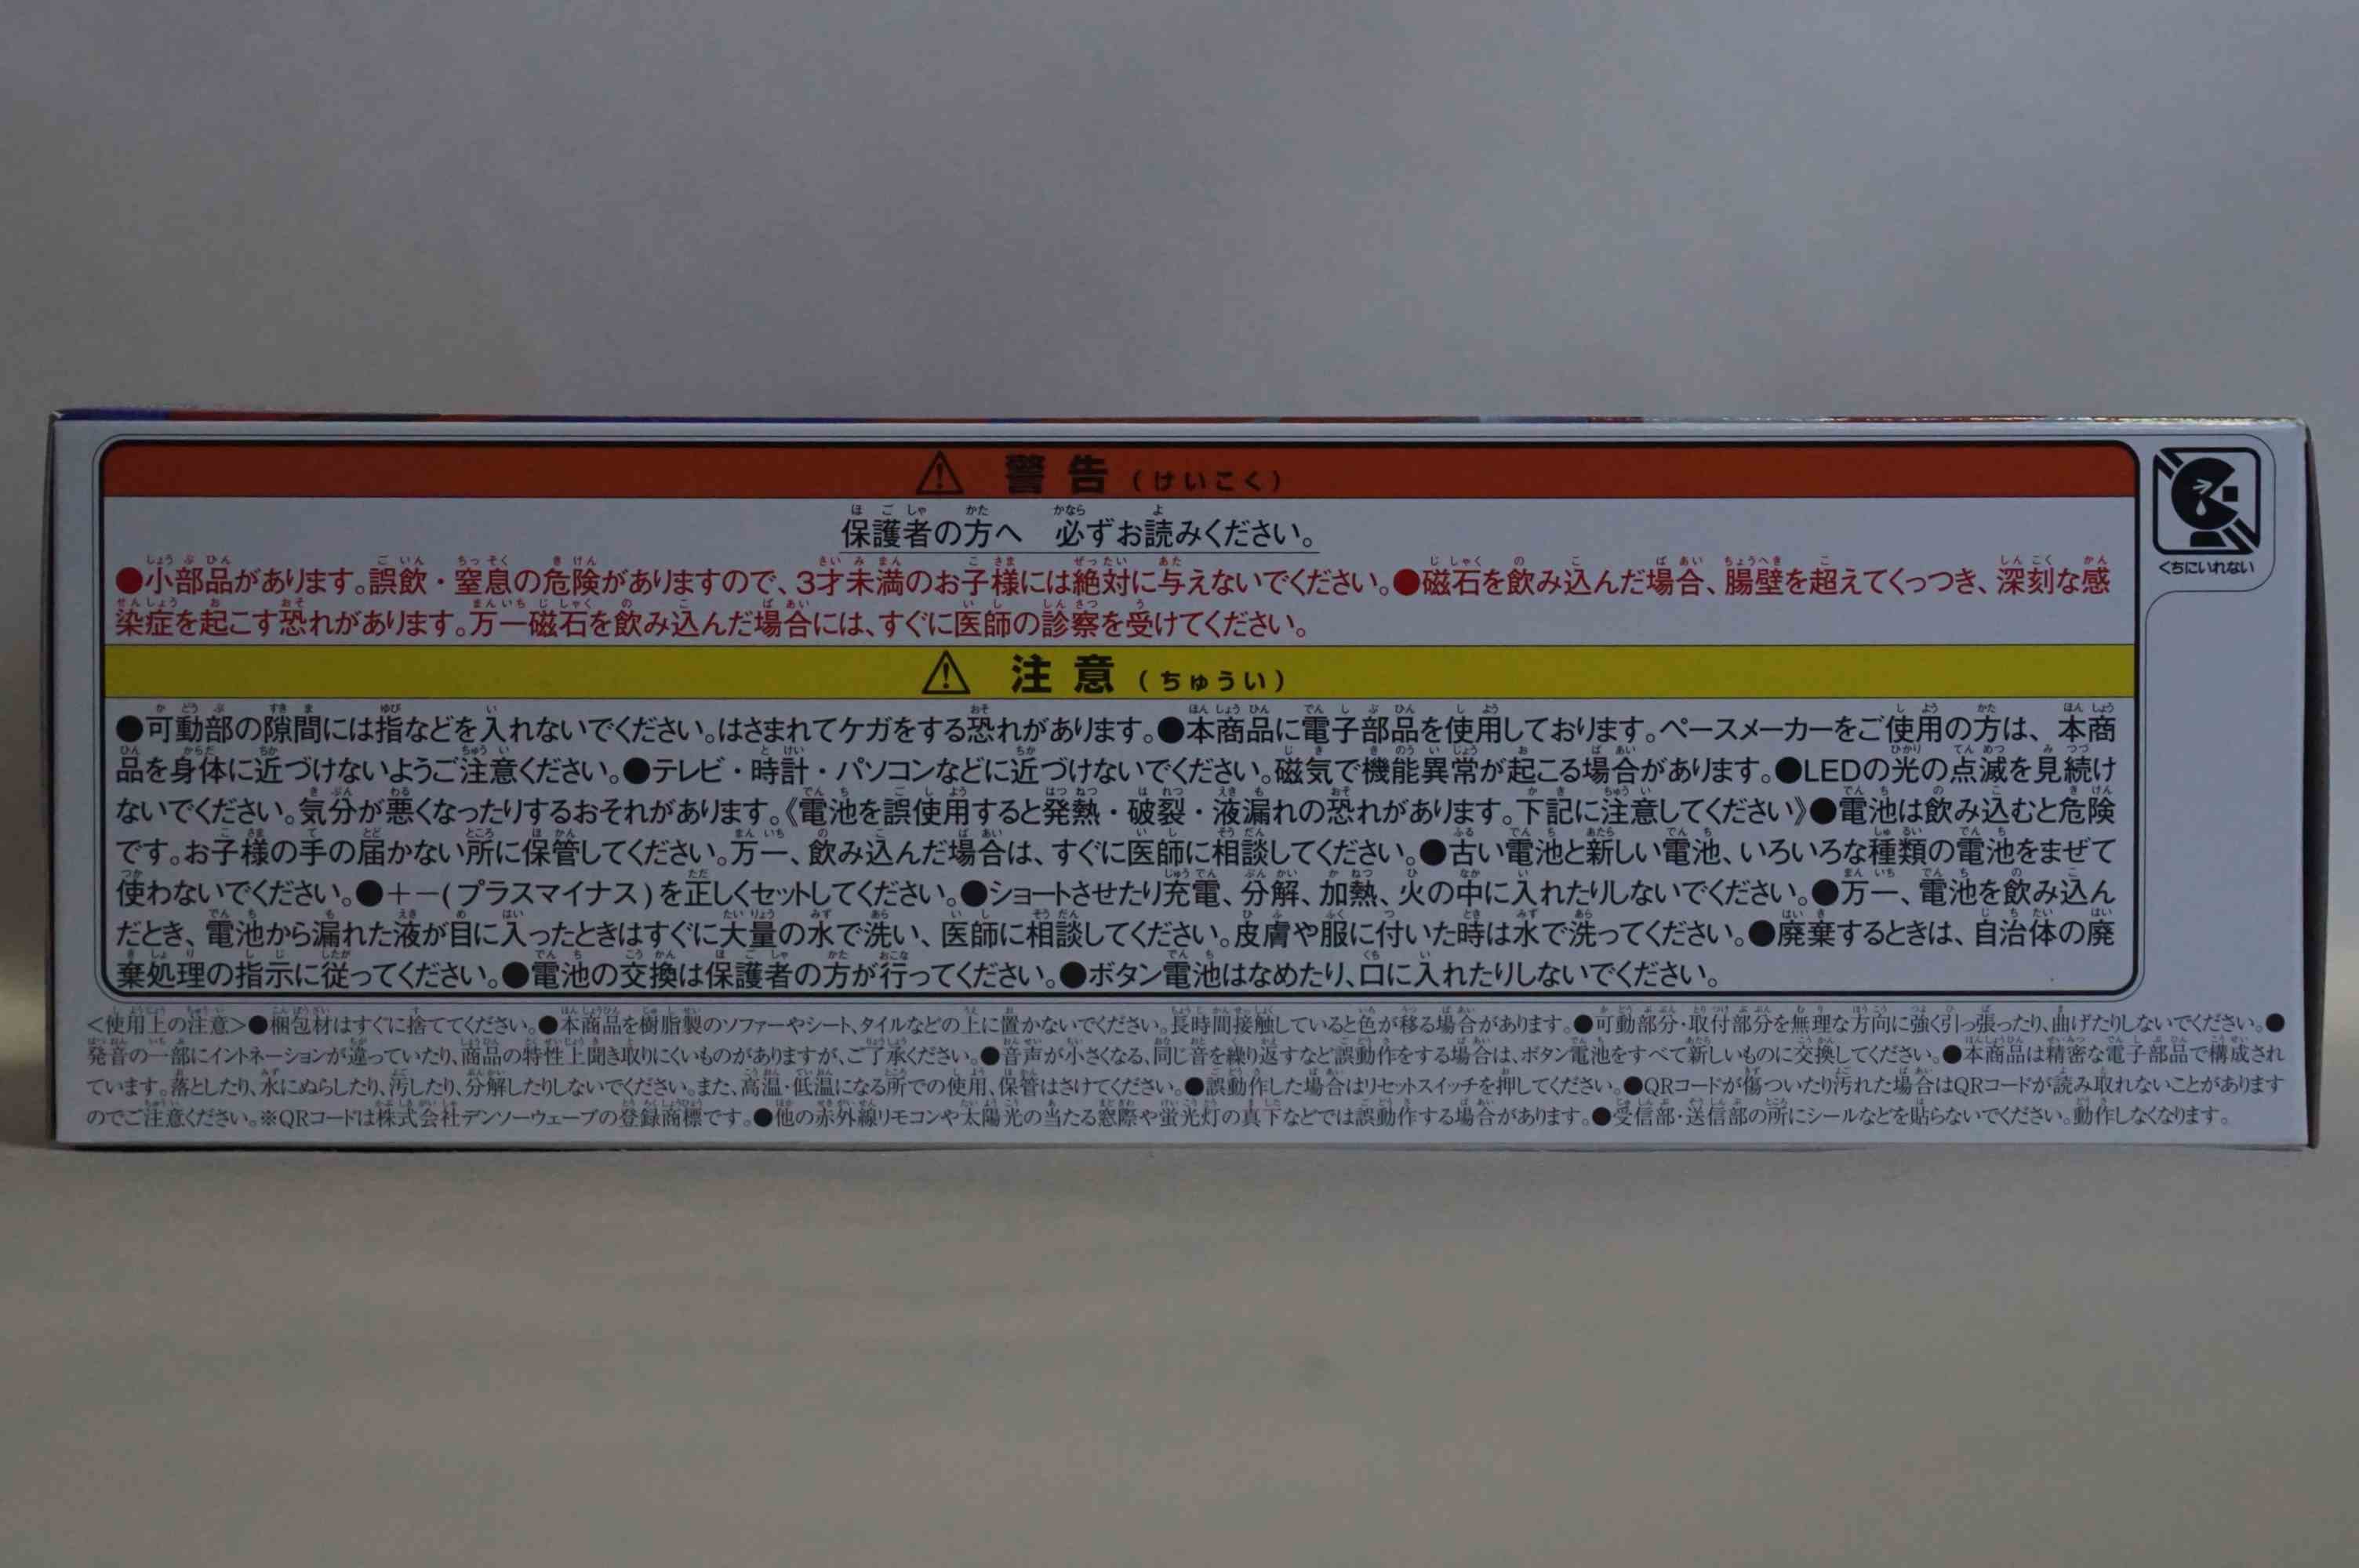 ⚠ 警告(けいこく)
保護者の方へ 必ずお読みください。
●小部品があります。誤飲・窒息の危険がありますので、3才未満のお子様には絶対に与えないでください。●磁石を飲み込んだ場合、腸壁を超えてくっつき、深刻な感
染症を起こす恐れがあります。万一磁石を飲み込んだ場合には、すぐに医師の診察を受けてください。
くちにいれない
⚠ 注意(ちゅうい)
●可動部の隙間には指などを入れないでください。はさまれてケガをする恐れがあります。●本商品に電子部品を使用しております。ペースメーカーをご使用の方は、本商
品を身体に近づけないようご注意ください。●テレビ・時計・パソコンなどに近づけないでください。磁気で機能異常が起こる場合があります。●LEDの光の点滅を見続け
ないでください。気分が悪くなったりするおそれがあります。《電池を誤使用すると発熱・破裂・液漏れの恐れがあります。下記に注意してください》●電池は飲み込むと危険
です。お子様の手の届かない所に保管してください。万一、飲み込んだ場合は、すぐに医師に相談してください。●古い電池と新しい電池、いろいろな種類の電池をまぜて
使わないでください。●+−(プラスマイナス)を正しくセットしてください。●ショートさせたり充電、分解、加熱、火の中に入れたりしないでください。●万一、電池を飲み込ん
だとき、電池から漏れた液が目に入ったときはすぐに大量の水で洗い、医師に相談してください。皮膚や服に付いた時は水で洗ってください。●廃棄するときは、自治体の廃
棄処理の指示に従ってください。●電池の交換は保護者の方が行ってください。●ボタン電池はなめたり、口に入れたりしないでください。
<使用上の注意>●梱包材はすぐに捨ててください。●本商品を樹脂製のソファーやシート、タイルなどの上に置かないでください。長時間接触していると色が移る場合があります。●可動部分・取付部分を無理な方向に強く引っ張ったり、曲げたりしないでください。●
発音の一部にイントネーションが違っていたり、商品の特性上聞き取りにくいものがありますが、ご了承ください。●音声が小さくなる、同じ音を繰り返すなど誤動作をする場合は、ボタン電池をすべて新しいものに交換してください。●本商品は精密な電子部品で構成され
ています。落としたり、水にぬらしたり、汚したり、分解したりしないでください。また、高温・低温になる所での使用、保管はさけてください。●誤動作した場合はリセットスイッチを押してください。●QRコードが傷ついたり汚れた場合はQRコードが読み取れないことがあります
のでご注意ください。※QRコードは株式会社デンソーウェーブの登録商標です。●他の赤外線リモコンや太陽光の当たる窓際や蛍光灯の真下などでは誤動作する場合があります。●受信部・送信部の所にシールなどを貼らないでください。動作しなくなります。